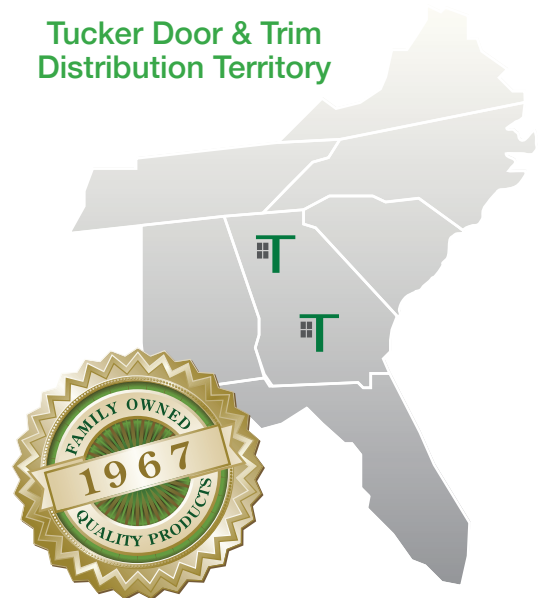 Tucker Door & Trim
Distribution Territory
T
T
FAMILY OWNED
1967
QUALITY PRODUCTS